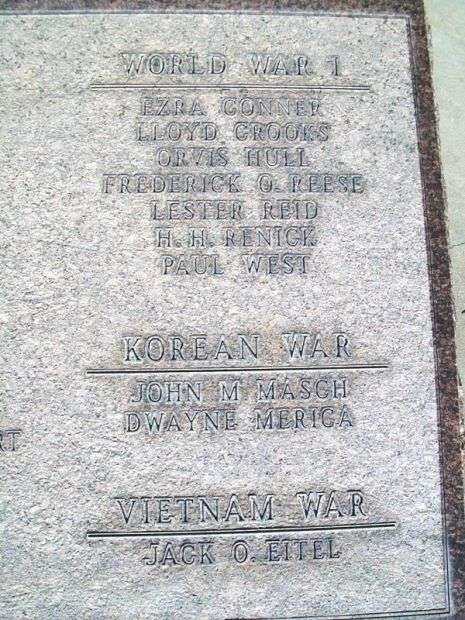 WORLD WAR I
EZRA CONNER
LLOYD CROOKS
ORVIS HULL
FREDERICK O. REESE
LESTER REID
H. H. RENICK
PAUL WEST
KOREAN WAR
JOHN M MASCH
DWAYNE MERICA
RT
VIETNAM WAR
JACK O. EITEL